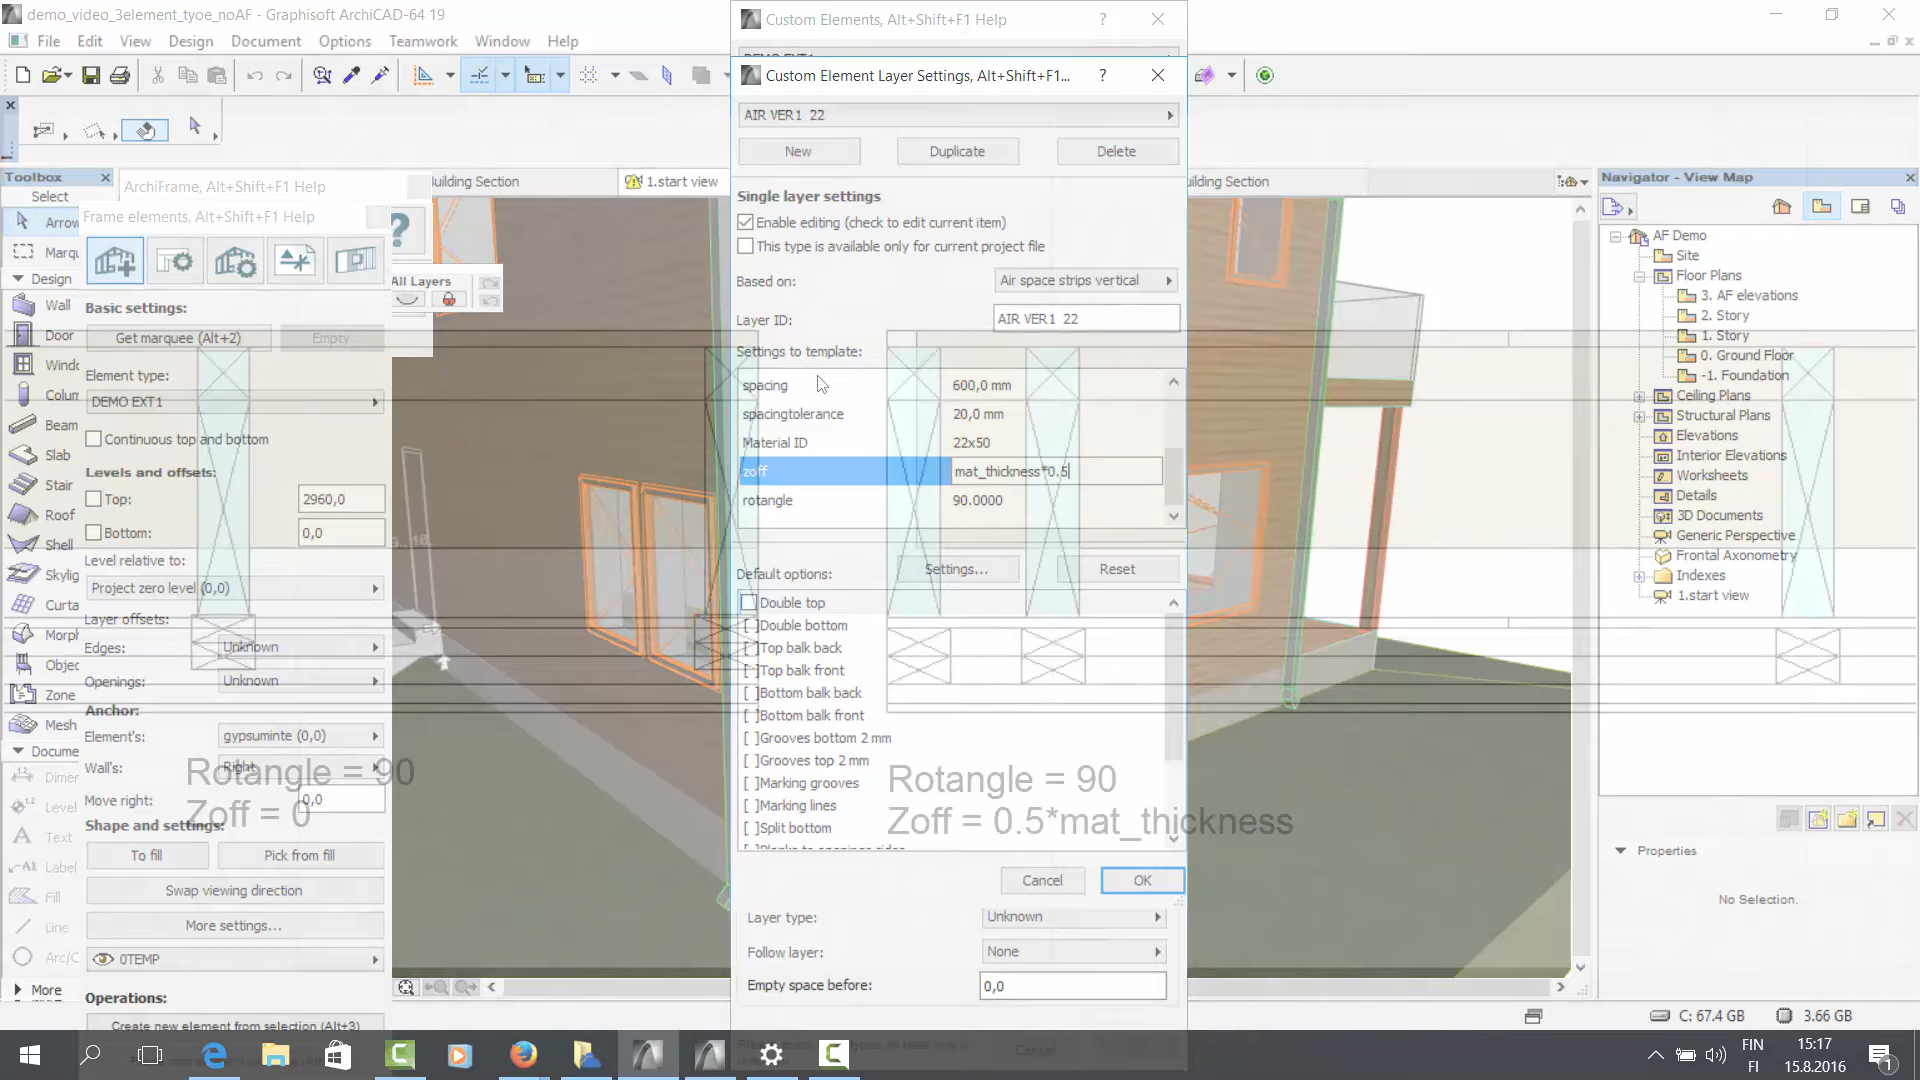 demo_video_3element_tyoe_noAF - Graphisoft ArchiCAD-64 19
File Edit View Design Document Options Teamwork Window Help
Custom Elements, Alt+Shift+F1 Help
Custom Element Layer Settings, Alt+Shift+F1...
AIR VER1 22
New Duplicate Delete
Single layer settings
Enable editing (check to edit current item)
This type is available only for current project file
Based on: Air space strips vertical
Layer ID: AIR VER1 22
Settings to template:
spacing 600,0 mm
spacingtolerance 20,0 mm
Material ID 22x50
zoff mat_thickness*0.5
rotangle 90.0000
Default options: Settings... Reset
Double top
[ ]Double bottom
[ ]Top balk back
[ ]Top balk front
[ ]Bottom balk back
[ ]Bottom balk front
[ ]Grooves bottom 2 mm
[ ]Grooves top 2 mm
[ ]Marking grooves
[ ]Marking lines
[ ]Split bottom
Cancel OK
Layer type: Unknown
Follow layer: None
Empty space before: 0,0
Toolbox
Select
Arrow
Marq
Design
Wall
Door
Windo
Colum
Beam
Slab
Stair
Roof
Shell
Skylig
Curta
Morph
Objec
Zone
Mesh
Docume
Dimer
Level
Text
Label
Fill
Line
Arc/C
More
ArchiFrame, Alt+Shift+F1 Help
Frame elements, Alt+Shift+F1 Help
All Layers
Basic settings:
Get marquee (Alt+2) Empty
Element type:
DEMO EXT1
Continuous top and bottom
Levels and offsets:
Top: 2960,0
Bottom: 0,0
Level relative to:
Project zero level (0,0)
Layer offsets:
Edges: Unknown
Openings: Unknown
Anchor:
Element's: gypsuminte (0,0)
Wall's: Right
Move right: 0,0
Shape and settings:
To fill Pick from fill
Swap viewing direction
More settings...
0TEMP
Operations:
Create new element from selection (Alt+3)
Rotangle = 90
Zoff = 0
Rotangle = 90
Zoff = 0.5*mat_thickness
uilding Section
1.start view
uilding Section
Navigator - View Map
AF Demo
Site
Floor Plans
3. AF elevations
2. Story
1. Story
0. Ground Floor
-1. Foundation
Ceiling Plans
Structural Plans
Elevations
Interior Elevations
Worksheets
Details
3D Documents
Generic Perspective
Frontal Axonometry
Indexes
1.start view
Properties
No Selection.
C: 67.4 GB 3.66 GB
FIN
FI
15:17
15.8.2016
1